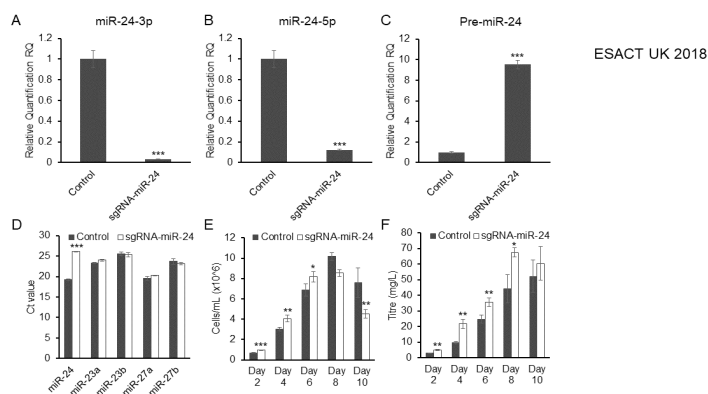 A
miR-24-3p
Relative Quantification RQ
1.2
1
0.8
0.6
0.4
0.2
0
***
Control
sgRNA-miR-24
B
miR-24-5p
Relative Quantification RQ
1.2
1
0.8
0.6
0.4
0.2
0
***
Control
sgRNA-miR-24
C
Pre-miR-24
Relative Quantification RQ
12
10
8
6
4
2
0
***
Control
sgRNA-miR-24
ESACT UK 2018
D
Control
sgRNA-miR-24
Ct value
30
25
20
15
10
5
0
***
miR-24
miR-23a
miR-23b
miR-27a
miR-27b
E
Control
sgRNA-miR-24
Cells/mL (x10^6)
12
10
8
6
4
2
0
***
**
*
**
Day
2
Day
4
Day
6
Day
8
Day
10
F
Control
sgRNA-miR-24
Titre (mg/L)
80
70
60
50
40
30
20
10
0
**
**
**
*
Day
2
Day
4
Day
6
Day
8
Day
10